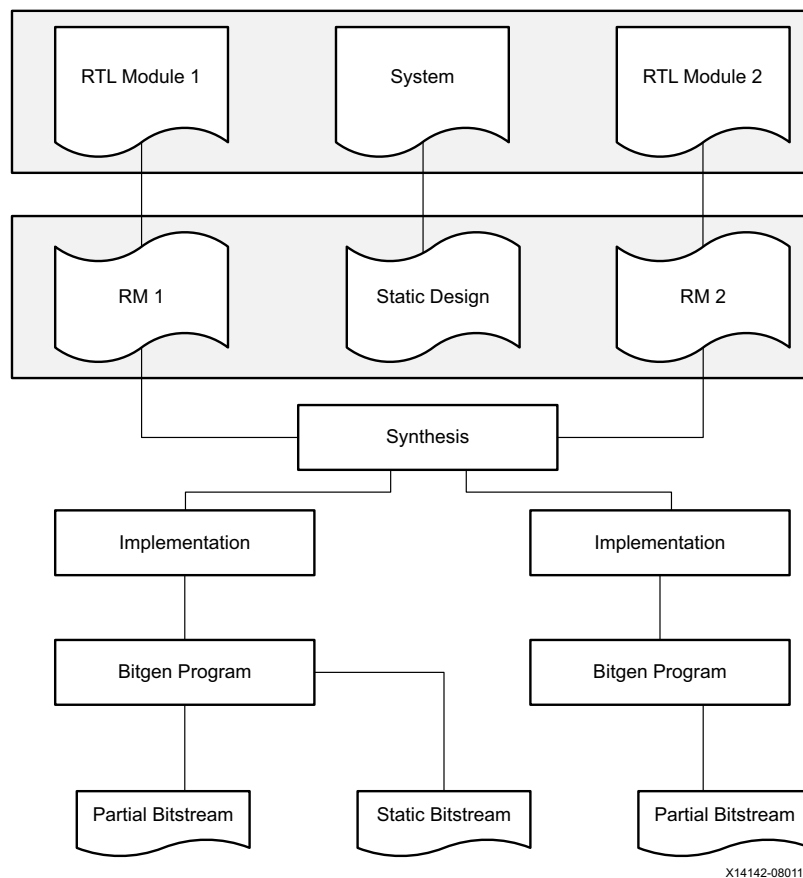 RTL Module 1
System
RTL Module 2
RM 1
Static Design
RM 2
Synthesis
Implementation
Implementation
Bitgen Program
Bitgen Program
Partial Bitstream
Static Bitstream
Partial Bitstream
X14142-08011